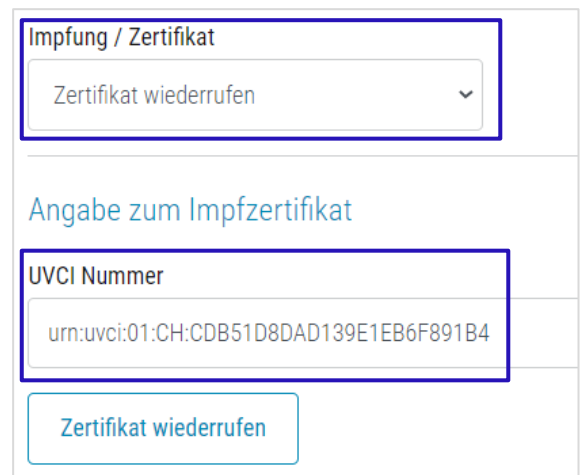 Impfung / Zertifikat
Zertifikat wiederrufen
Angabe zum Impfzertifikat
UVCI Nummer
urn:uvci:01:CH:CDB51D8DAD139E1EB6F891B4
Zertifikat wiederrufen